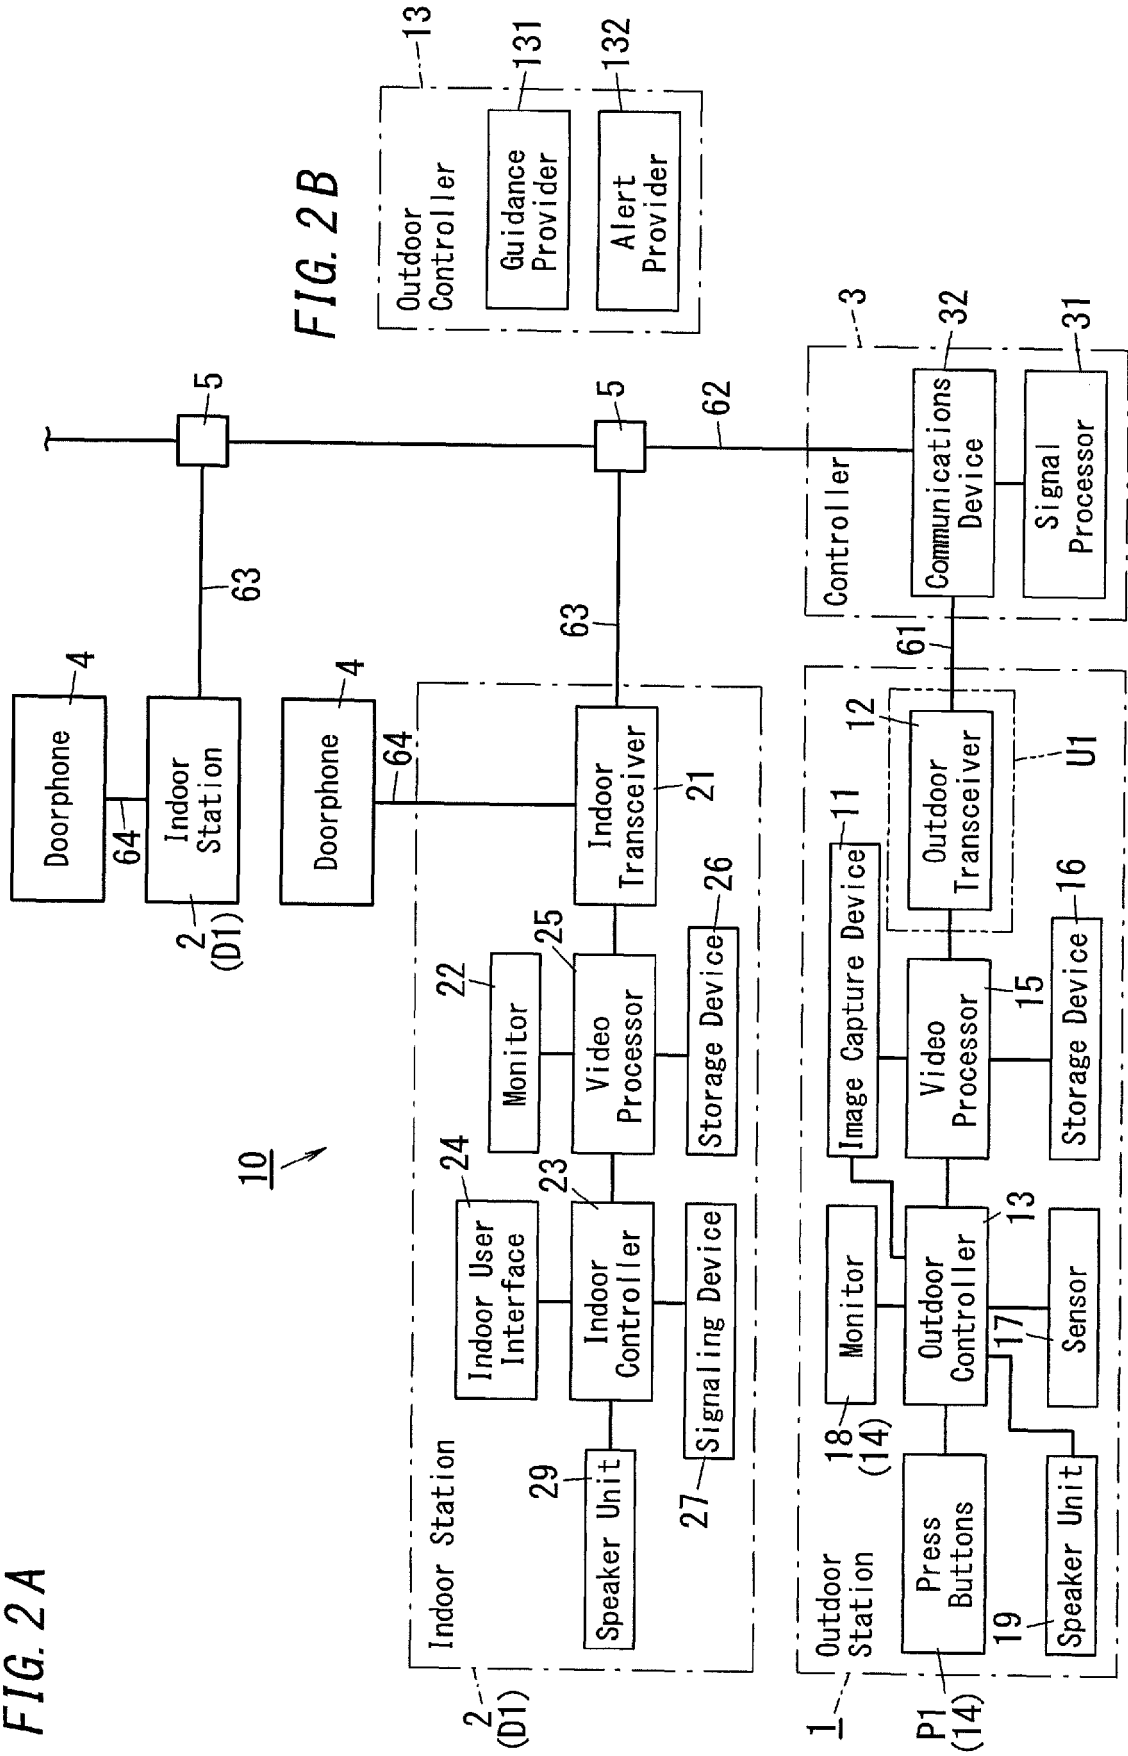 FIG. 2A
10
2
(D1)
Indoor Station
Speaker Unit
29
Indoor User
Interface
24
Indoor
Controller
23
Signaling Device
27
Monitor
22
Video
Processor
25
Storage Device
26
Indoor
Transceiver
21
Doorphone
4
64
63
Doorphone
4
64
Indoor
Station
2
(D1)
63
5
5
62
1
Outdoor
Station
Press
Buttons
P1
(14)
Speaker Unit
19
Monitor
18
(14)
Outdoor
Controller
13
Sensor
17
Image Capture Device
11
Video
Processor
15
Storage Device
16
Outdoor
Transceiver
12
U1
61
Controller
3
Communications
Device
32
Signal
Processor
31
FIG. 2B
Outdoor
Controller
13
Guidance
Provider
131
Alert
Provider
132